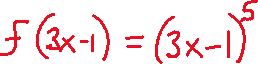 f(3x-1) = (3x-1)⁵